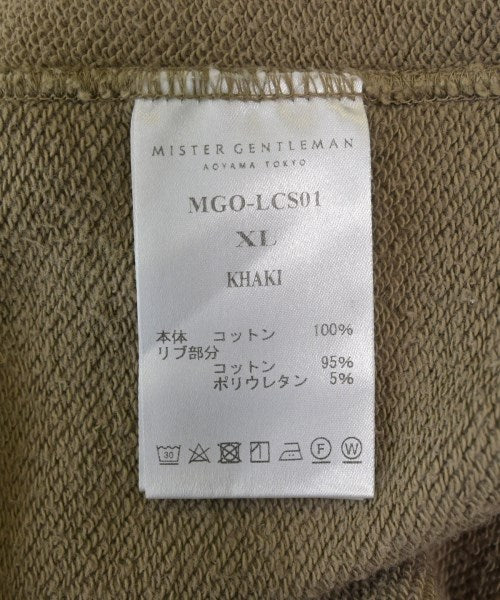 MISTER GENTLEMAN
AOYAMA TOKYO
MGO-LCS01
XL
KHAKI
本体 コットン 100%
リブ部分
コットン 95%
ポリウレタン 5%
30 F W